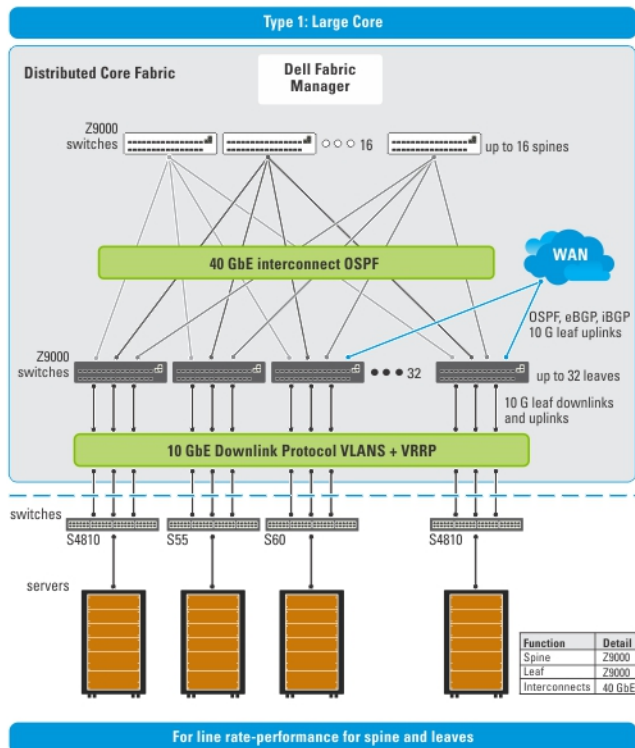 Type 1: Large Core
Distributed Core Fabric
Dell Fabric
Manager
Z9000
switches
16
up to 16 spines
40 GbE interconnect OSPF
WAN
OSPF, eBGP, iBGP
10 G leaf uplinks
Z9000
switches
32
up to 32 leaves
10 G leaf downlinks
and uplinks
10 GbE Downlink Protocol VLANS + VRRP
switches
S4810
S55
S60
S4810
servers
Function Detail
Spine Z9000
Leaf Z9000
Interconnects 40 GbE
For line rate-performance for spine and leaves